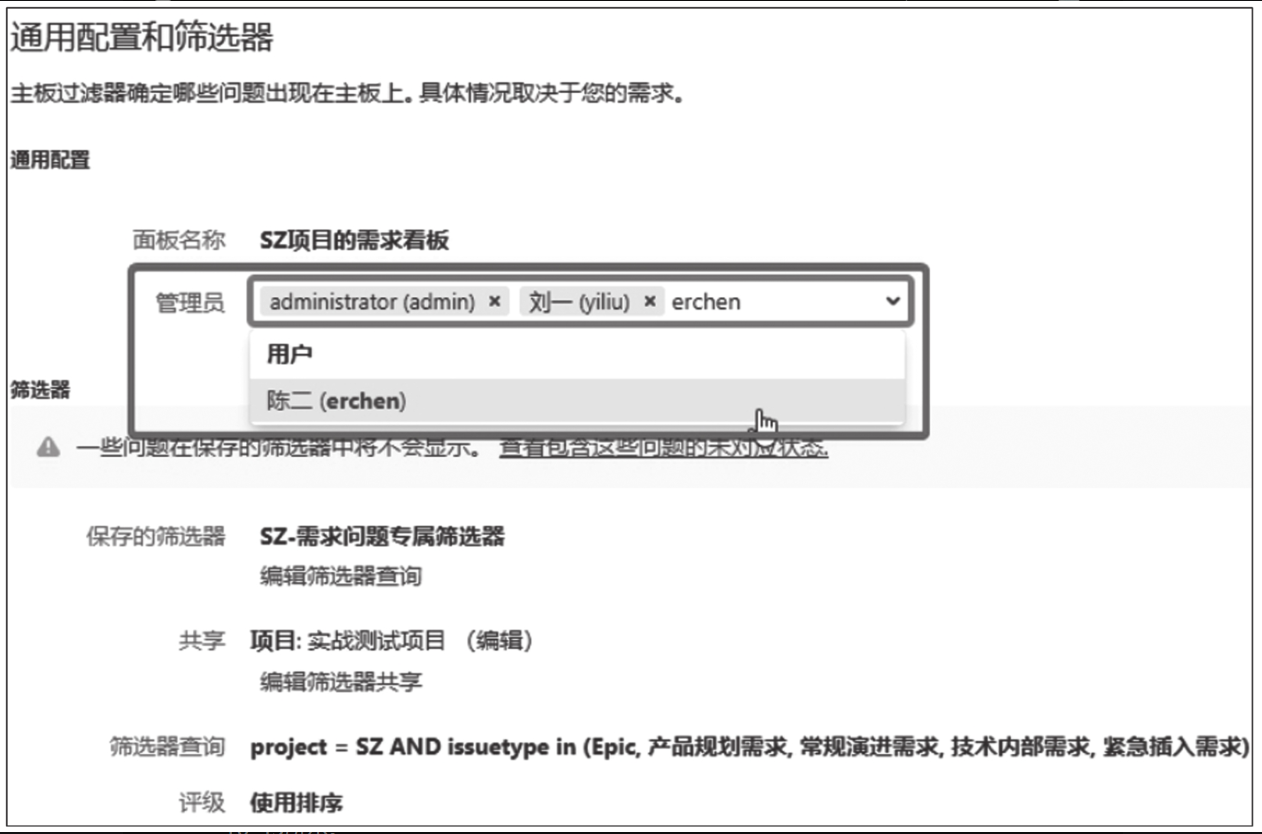 通用配置和筛选器
主板过滤器确定哪些问题出现在主板上。具体情况取决于您的需求。
通用配置
面板名称 SZ项目的需求看板
管理员 administrator (admin) × 刘一 (yiliu) × erchen
用户
陈二 (erchen)
筛选器
一些问题在保存的筛选器中将不会显示。 查看包含这些问题的未对应状态.
保存的筛选器 SZ-需求问题专属筛选器
编辑筛选器查询
共享 项目: 实战测试项目 （编辑）
编辑筛选器共享
筛选器查询 project = SZ AND issuetype in (Epic, 产品规划需求, 常规演进需求, 技术内部需求, 紧急插入需求)
评级 使用排序